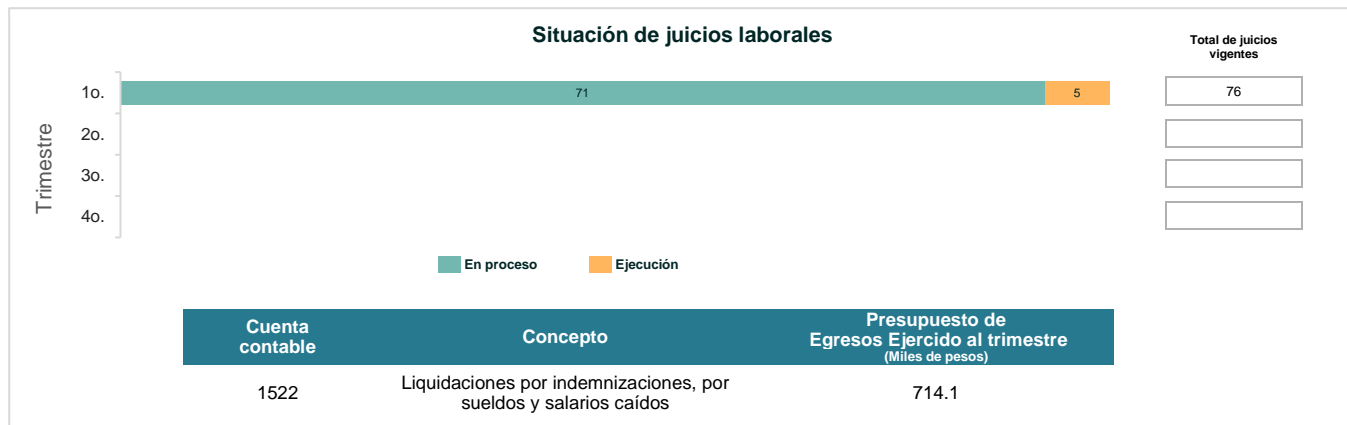 Situación de juicios laborales
Total de juicios
vigentes
Trimestre
1o.
71
5
76
2o.
3o.
4o.
En proceso
Ejecución
Cuenta
contable
Concepto
Presupuesto de
Egresos Ejercido al trimestre
(Miles de pesos)
1522
Liquidaciones por indemnizaciones, por
sueldos y salarios caídos
714.1